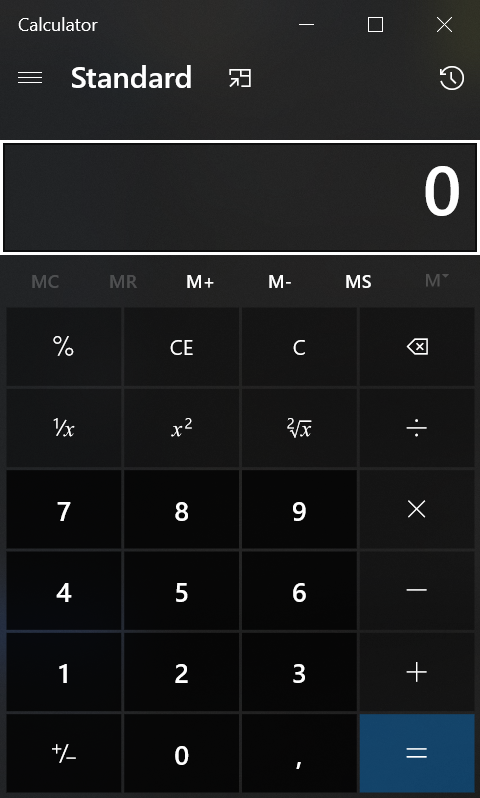 Calculator
Standard
0
MC MR M+ M- MS M˅
% CE C
⅟x x² ²√x ÷
7 8 9 ×
4 5 6 −
1 2 3 +
+/− 0 , =